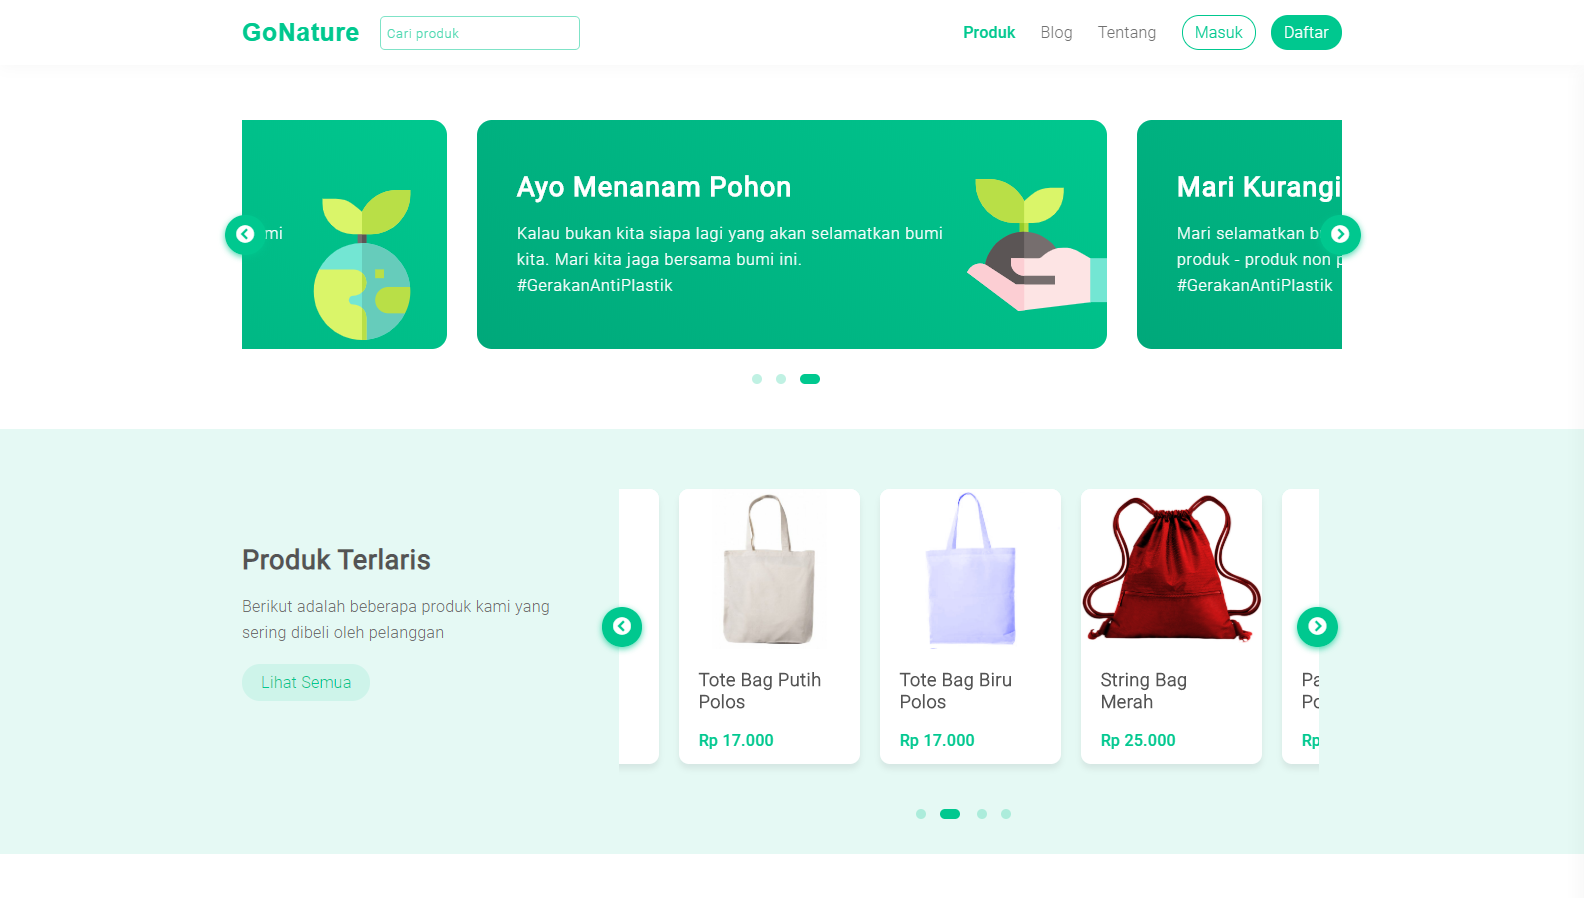 GoNature
Cari produk
Produk
Blog
Tentang
Masuk
Daftar
mi
Ayo Menanam Pohon
Kalau bukan kita siapa lagi yang akan selamatkan bumi
kita. Mari kita jaga bersama bumi ini.
#GerakanAntiPlastik
Mari Kurangi
Mari selamatkan b
produk - produk non p
#GerakanAntiPlastik
Produk Terlaris
Berikut adalah beberapa produk kami yang
sering dibeli oleh pelanggan
Lihat Semua
Tote Bag Putih
Polos
Rp 17.000
Tote Bag Biru
Polos
Rp 17.000
String Bag
Merah
Rp 25.000
Pa
Po
Rp